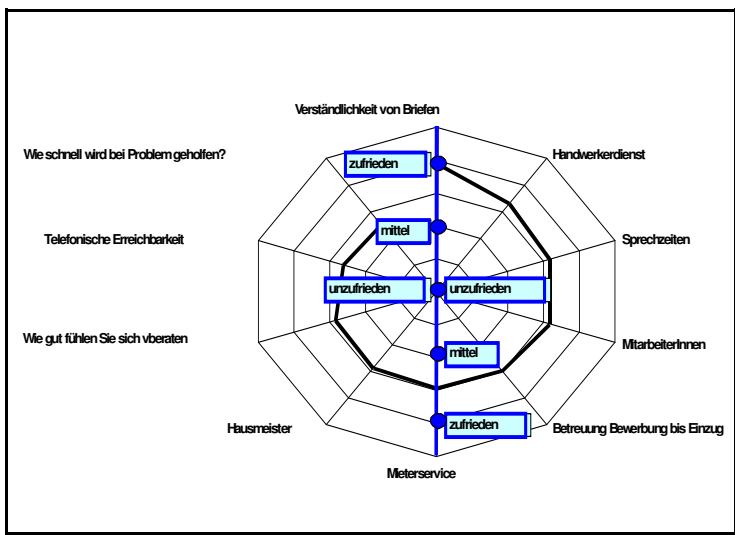 Verständlichkeit von Briefen
Wie schnell wird bei Problem geholfen?
zufrieden
Handwerkerdienst
mittel
Telefonische Erreichbarkeit
Sprechzeiten
unzufrieden
unzufrieden
Wie gut fühlen Sie sich vberaten
mittel
MitarbeiterInnen
Hausmeister
zufrieden
Betreuung Bewerbung bis Einzug
Mieterservice